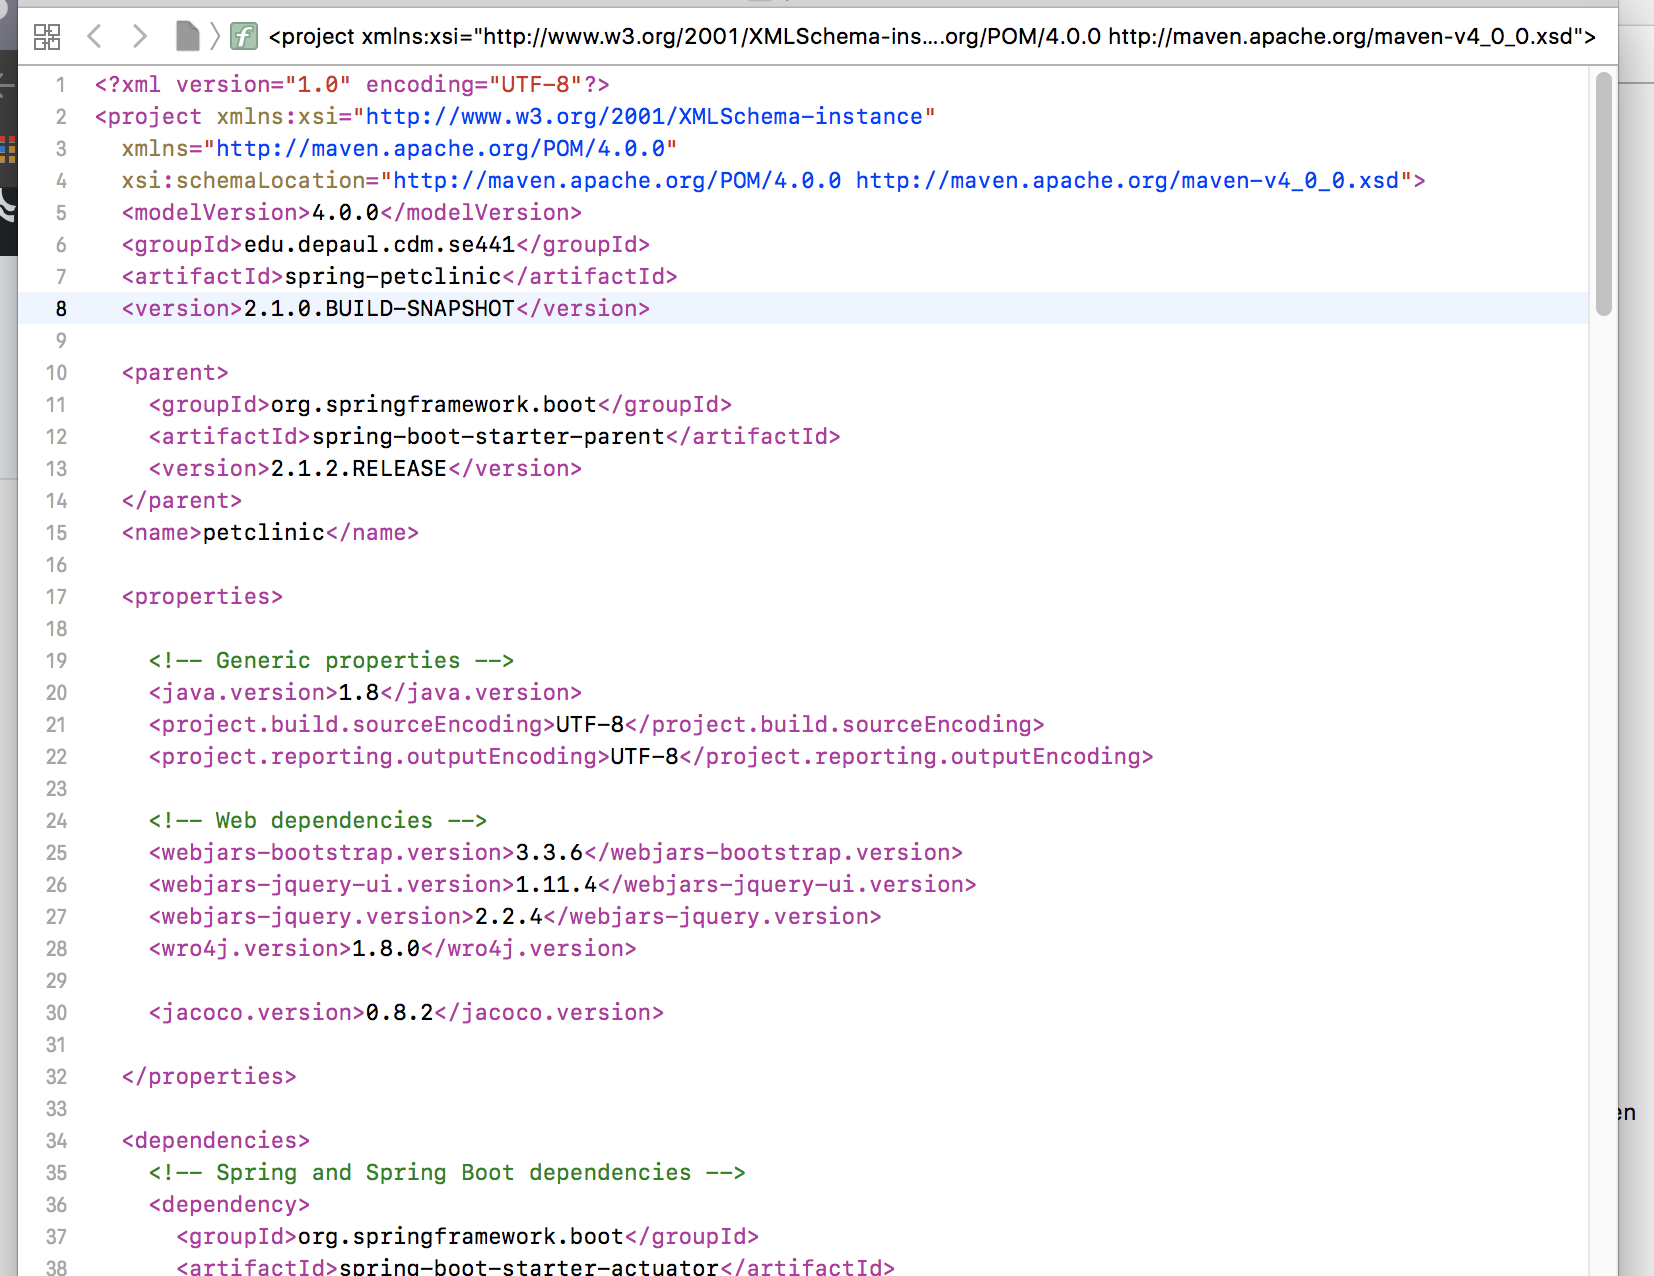 <project xmlns:xsi="http://www.w3.org/2001/XMLSchema-ins....org/POM/4.0.0 http://maven.apache.org/maven-v4_0_0.xsd">
1 <?xml version="1.0" encoding="UTF-8"?>
2 <project xmlns:xsi="http://www.w3.org/2001/XMLSchema-instance"
3   xmlns="http://maven.apache.org/POM/4.0.0"
4   xsi:schemaLocation="http://maven.apache.org/POM/4.0.0 http://maven.apache.org/maven-v4_0_0.xsd">
5   <modelVersion>4.0.0</modelVersion>
6   <groupId>edu.depaul.cdm.se441</groupId>
7   <artifactId>spring-petclinic</artifactId>
8   <version>2.1.0.BUILD-SNAPSHOT</version>
9
10   <parent>
11     <groupId>org.springframework.boot</groupId>
12     <artifactId>spring-boot-starter-parent</artifactId>
13     <version>2.1.2.RELEASE</version>
14   </parent>
15   <name>petclinic</name>
16
17   <properties>
18
19     <!-- Generic properties -->
20     <java.version>1.8</java.version>
21     <project.build.sourceEncoding>UTF-8</project.build.sourceEncoding>
22     <project.reporting.outputEncoding>UTF-8</project.reporting.outputEncoding>
23
24     <!-- Web dependencies -->
25     <webjars-bootstrap.version>3.3.6</webjars-bootstrap.version>
26     <webjars-jquery-ui.version>1.11.4</webjars-jquery-ui.version>
27     <webjars-jquery.version>2.2.4</webjars-jquery.version>
28     <wro4j.version>1.8.0</wro4j.version>
29
30     <jacoco.version>0.8.2</jacoco.version>
31
32   </properties>
33
34   <dependencies>
35     <!-- Spring and Spring Boot dependencies -->
36     <dependency>
37       <groupId>org.springframework.boot</groupId>
38       <artifactId>spring-boot-starter-actuator</artifactId>